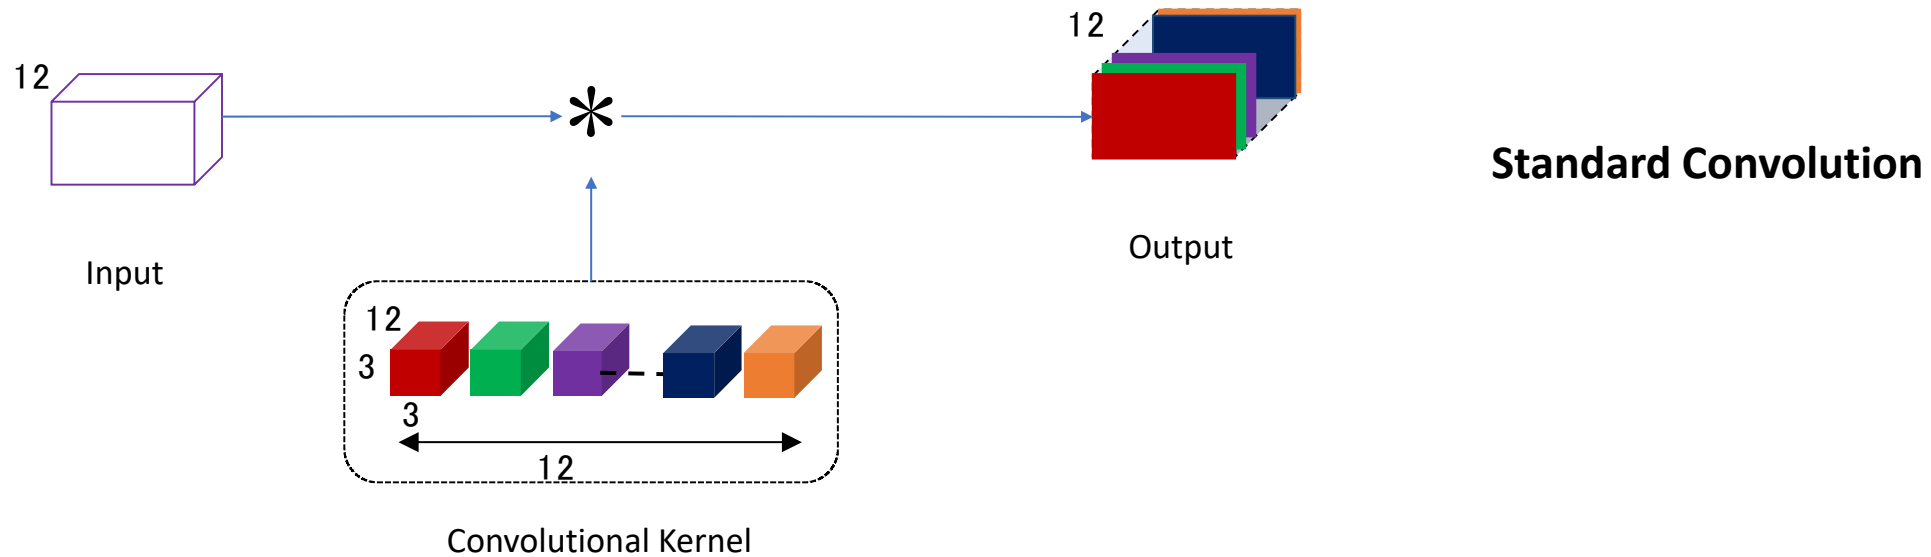 12
Input
12
3
3
12
Convolutional Kernel
*
12
Output
Standard Convolution